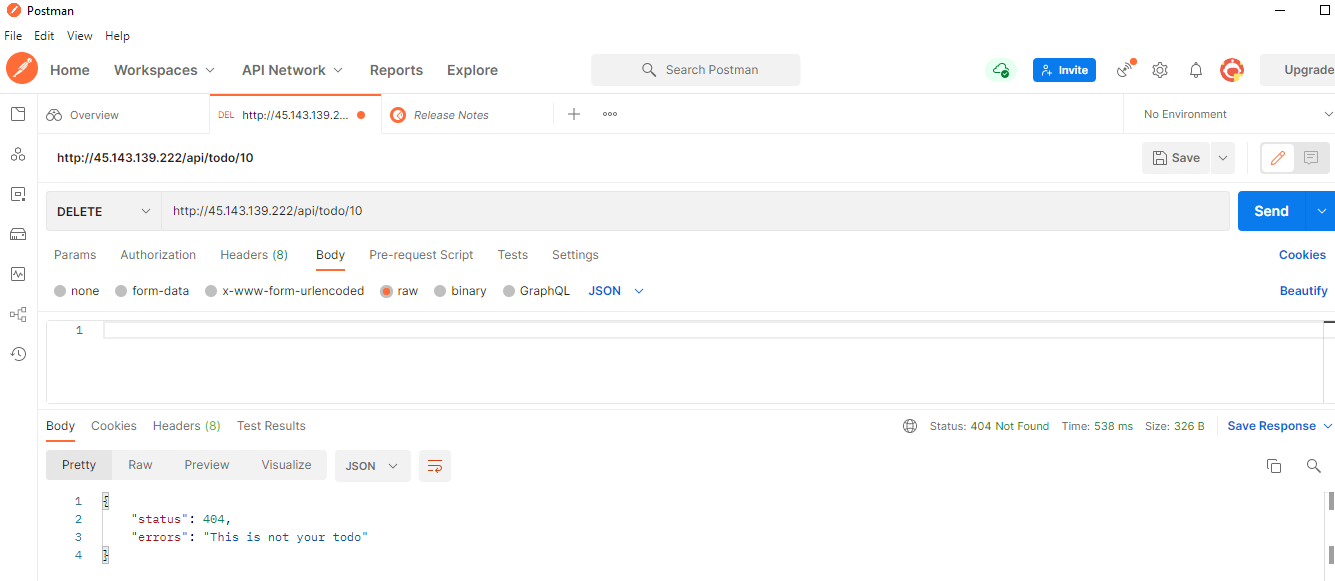 Postman
File Edit View Help
Home Workspaces API Network Reports Explore Search Postman Invite Upgrade
Overview DEL http://45.143.139.2... Release Notes No Environment
http://45.143.139.222/api/todo/10 Save
DELETE http://45.143.139.222/api/todo/10 Send
Params Authorization Headers (8) Body Pre-request Script Tests Settings Cookies
none form-data x-www-form-urlencoded raw binary GraphQL JSON Beautify
1
Body Cookies Headers (8) Test Results Status: 404 Not Found Time: 538 ms Size: 326 B Save Response
Pretty Raw Preview Visualize JSON
1 {
2 "status": 404,
3 "errors": "This is not your todo"
4 }